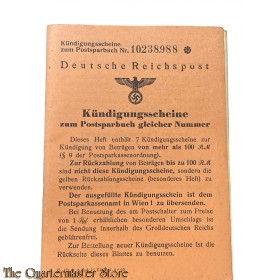 Kündigungsscheine
zum Postsparbuch Nr. 10238988
Deutsche Reichspost
Kündigungsscheine
zum Postsparbuch gleicher Nummer
Dieses Heft enthält 7 Kündigungsscheine zur
Kündigung von Beträgen von mehr als 100 RM
(§ 9 der Postsparkassenordnung).
Zur Rückzahlung von Beträgen bis zu 100 RM
sind nicht diese Kündigungsscheine, sondern die
gelben Rückzahlungsscheine (besonderes Heft) zu
verwenden.
Der ausgefüllte Kündigungsschein ist dem
Postsparkassenamt in Wien 1 zu übersenden.
Bei Benutzung des am Postschalter zum Preise
von 1 Rpf erhältlichen besonderen Umschlags ist
die Sendung innerhalb des Großdeutschen Reichs
gebührenfrei.
Zur Bestellung neuer Kündigungsscheine ist die
Rückseite dieses Blattes zu benutzen.
The Quartermaster Store